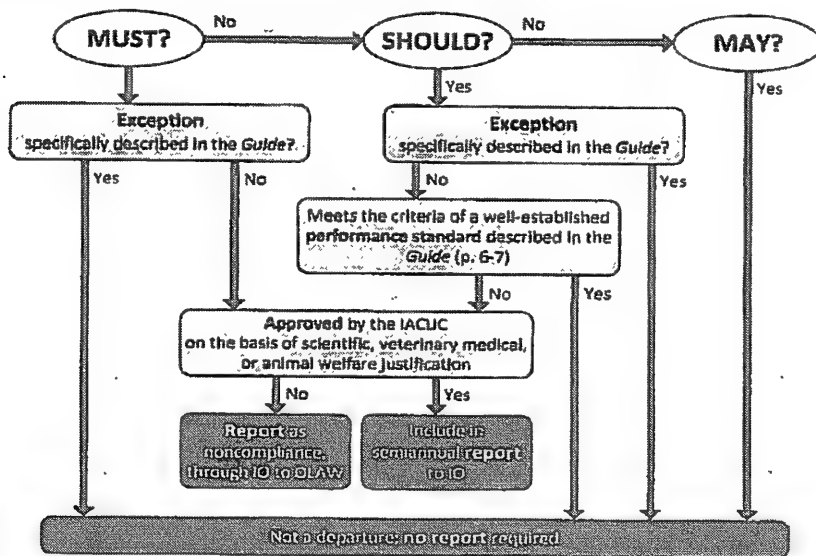 MUST?
No
SHOULD?
No
MAY?
Yes
Yes
Exception
specifically described in the Guide?
Exception
specifically described in the Guide?
Yes
No
No
Yes
Meets the criteria of a well-established
performance standard described in the
Guide (p. 6-7)
No
Yes
Approved by the IACUC
on the basis of scientific, veterinary medical,
or animal welfare justification
No
Yes
Report as
noncompliance,
through IO to OLAW
Include in
semiannual report
to IO
Not a departure; no report required